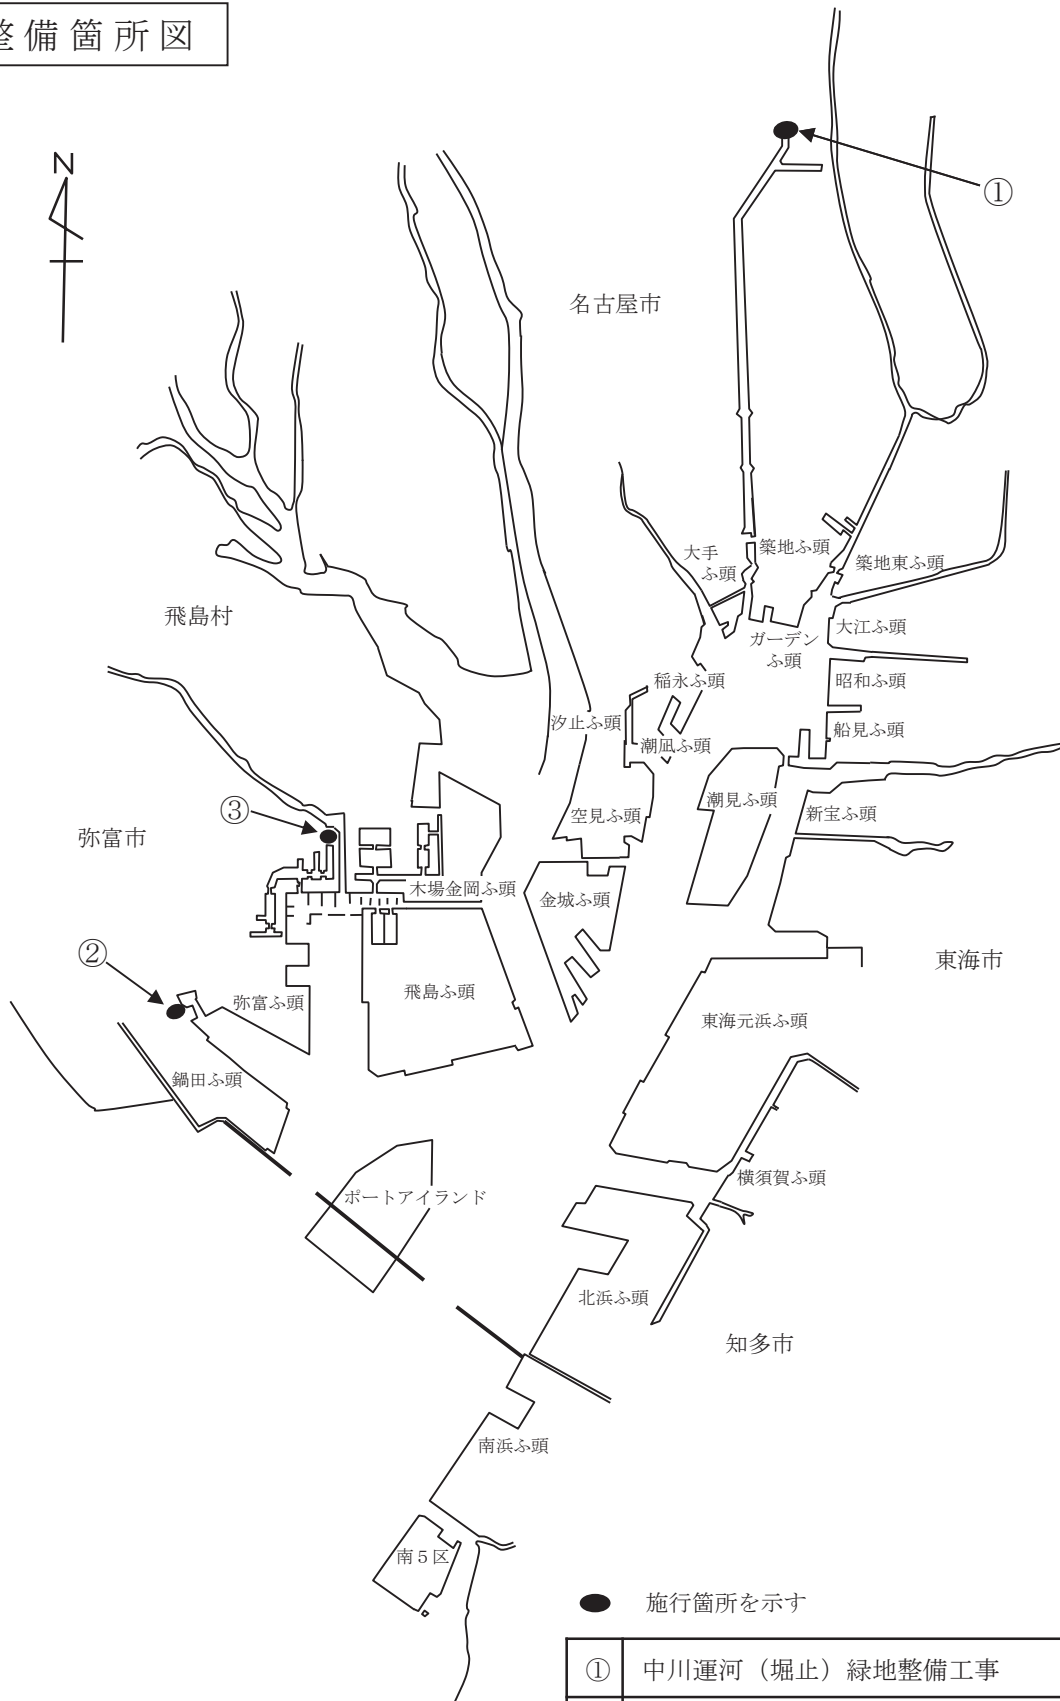 整備箇所図
N
①
名古屋市
大手
ふ頭
築地ふ頭
築地東ふ頭
飛島村
ガーデン
ふ頭
大江ふ頭
稲永ふ頭
昭和ふ頭
汐止ふ頭
潮凪ふ頭
船見ふ頭
③
弥富市
空見ふ頭
潮見ふ頭
新宝ふ頭
木場金岡ふ頭
金城ふ頭
②
東海市
弥富ふ頭
飛島ふ頭
東海元浜ふ頭
鍋田ふ頭
横須賀ふ頭
ポートアイランド
北浜ふ頭
知多市
南浜ふ頭
南5区
施行箇所を示す
① 中川運河（堀止）緑地整備工事